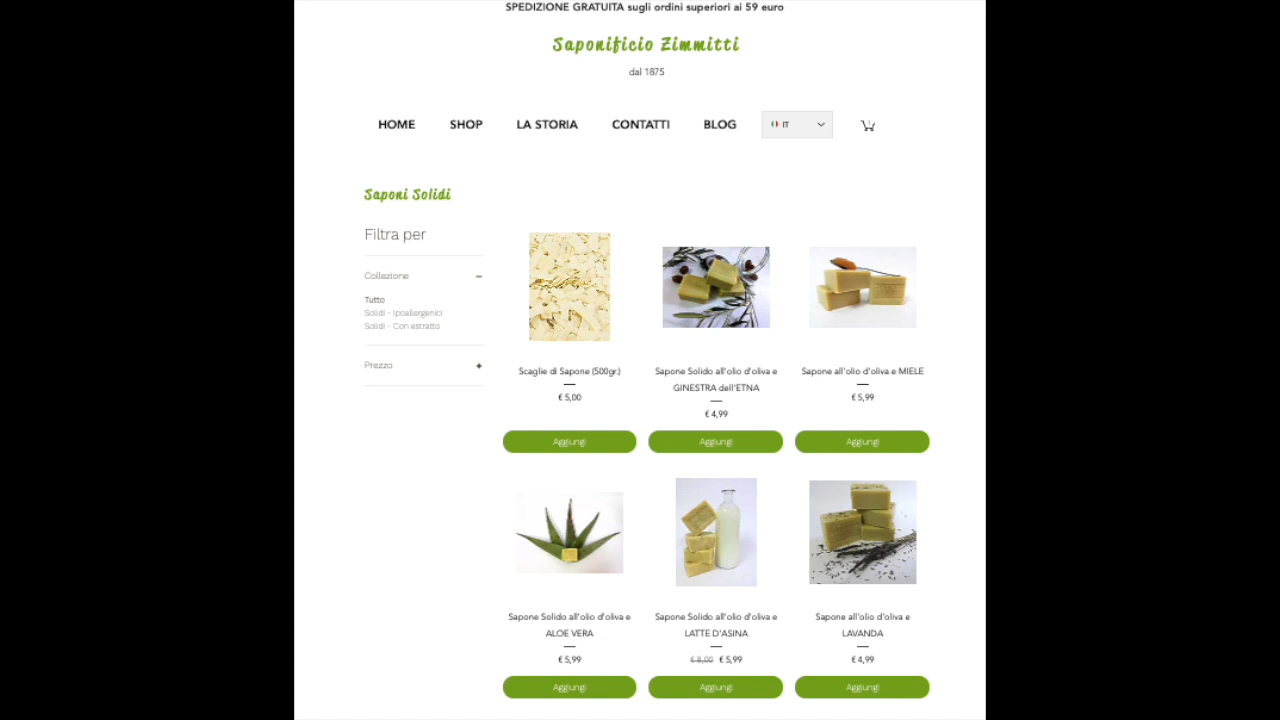 SPEDIZIONE GRATUITA sugli ordini superiori ai 59 euro
Saponificio Zimmitti
dal 1875
HOME SHOP LA STORIA CONTATTI BLOG IT
Saponi Solidi
Filtra per
Collezione −
Tutto
Solidi - Ipoallergenici
Solidi - Con estratto
Prezzo +
Scaglie di Sapone (500gr.)
€ 5,00
Aggiungi
Sapone Solido all'olio d'oliva e
GINESTRA dell'ETNA
€ 4,99
Aggiungi
Sapone all'olio d'oliva e MIELE
€ 5,99
Aggiungi
Sapone Solido all'olio d'oliva e
ALOE VERA
€ 5,99
Aggiungi
Sapone Solido all'olio d'oliva e
LATTE D'ASINA
€ 8,00 € 5,99
Aggiungi
Sapone all'olio d'oliva e
LAVANDA
€ 4,99
Aggiungi